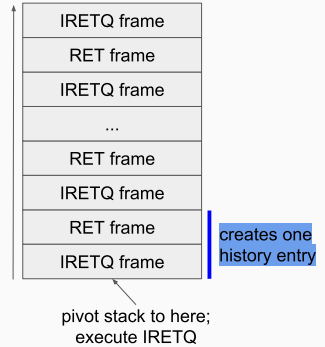 IRETQ frame
RET frame
IRETQ frame
...
RET frame
IRETQ frame
RET frame
IRETQ frame
creates one
history entry
pivot stack to here;
execute IRETQ